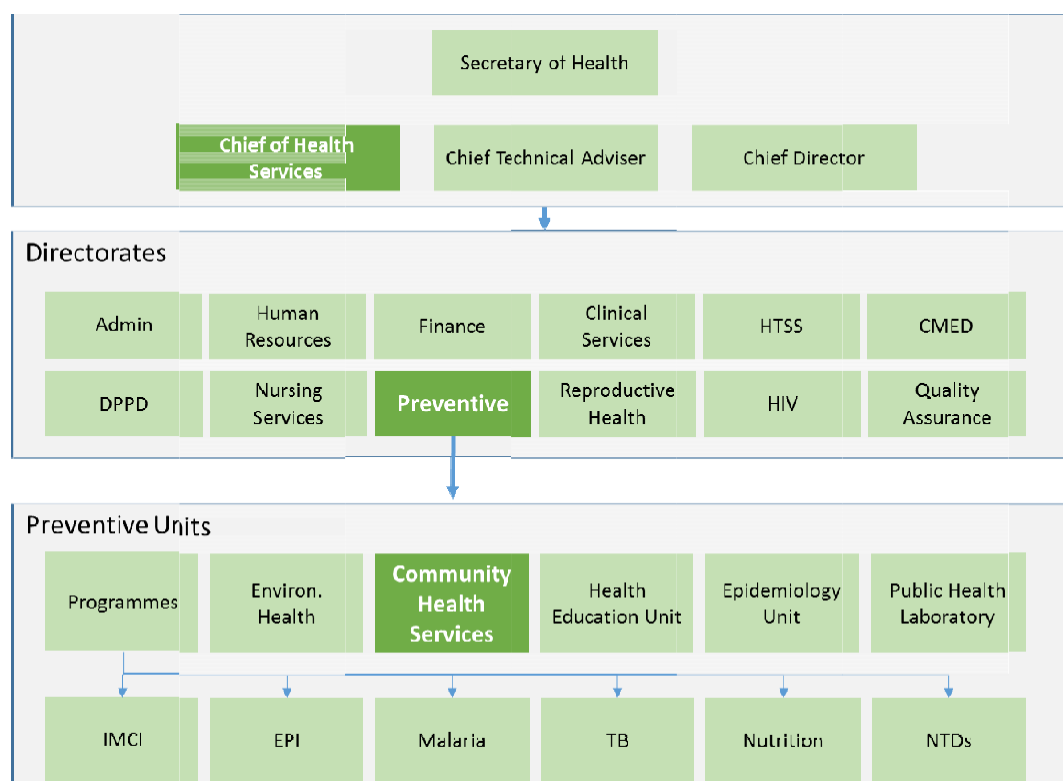 Secretary of Health
Chief of Health
Services
Chief Technical Adviser
Chief Director
Directorates
Admin
Human
Resources
Finance
Clinical
Services
HTSS
CMED
DPPD
Nursing
Services
Preventive
Reproductive
Health
HIV
Quality
Assurance
Preventive Units
Programmes
Environ.
Health
Community
Health
Services
Health
Education Unit
Epidemiology
Unit
Public Health
Laboratory
IMCI
EPI
Malaria
TB
Nutrition
NTDs